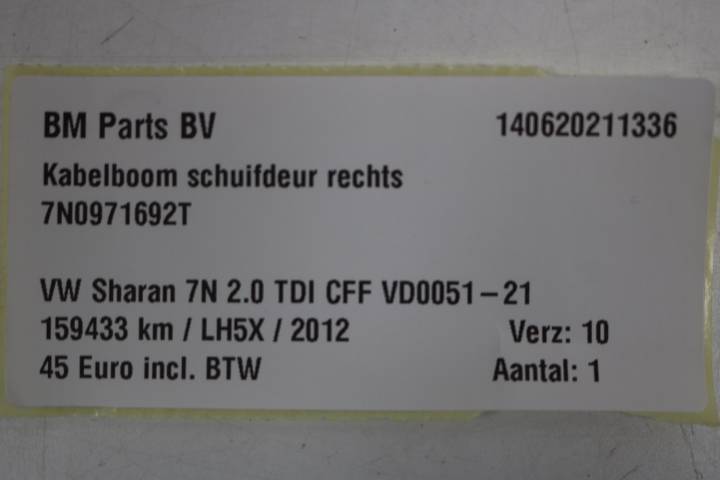 BM Parts BV 140620211336
Kabelboom schuifdeur rechts
7N0971692T
VW Sharan 7N 2.0 TDI CFF VD0051-21
159433 km / LH5X / 2012 Verz: 10
45 Euro incl. BTW Aantal: 1